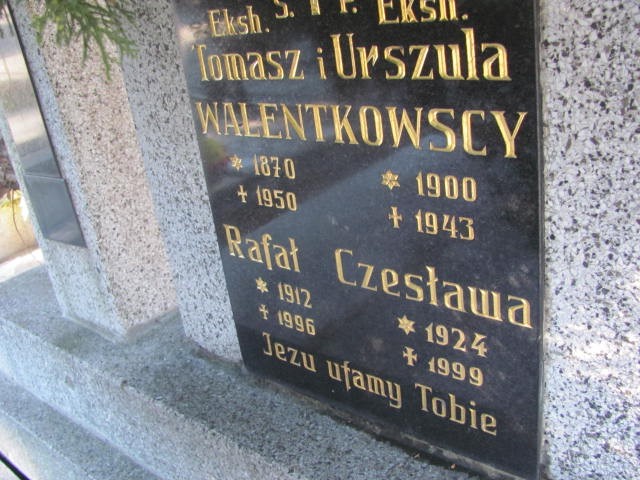 Eksh. Ś. † P. Eksh.
Tomasz i Urszula
WALENTKOWSCY
* 1870 * 1900
† 1950 † 1943
Rafał Czesława
* 1912 * 1924
† 1996 † 1999
Jezu ufamy Tobie